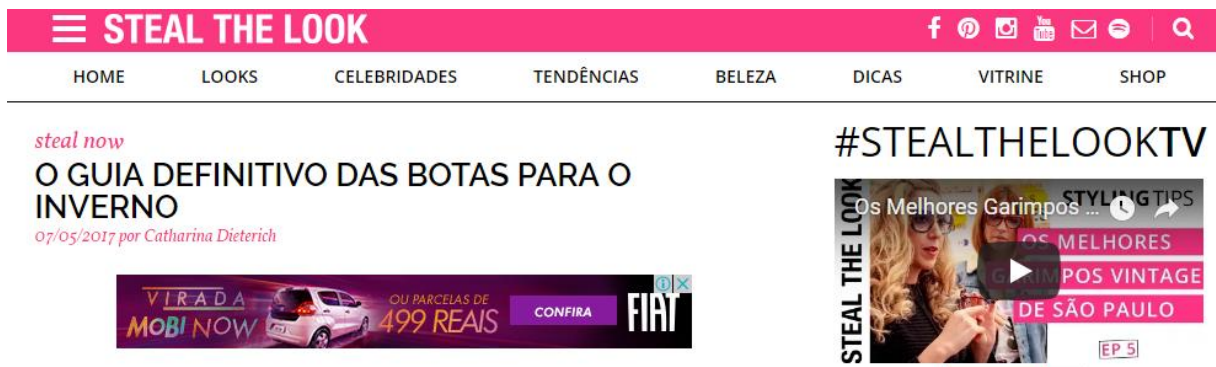 STEAL THE LOOK
You Tube
HOME LOOKS CELEBRIDADES TENDÊNCIAS BELEZA DICAS VITRINE SHOP
steal now
O GUIA DEFINITIVO DAS BOTAS PARA O
INVERNO
07/05/2017 por Catharina Dieterich
VIRADA
MOBI NOW
OU PARCELAS DE
499 REAIS
CONFIRA
FIAT
#STEALTHELOOKTV
Os Melhores Garimpos ...
STYLING TIPS
STEAL THE LOOK
OS MELHORES
GARIMPOS VINTAGE
DE SÃO PAULO
EP 5